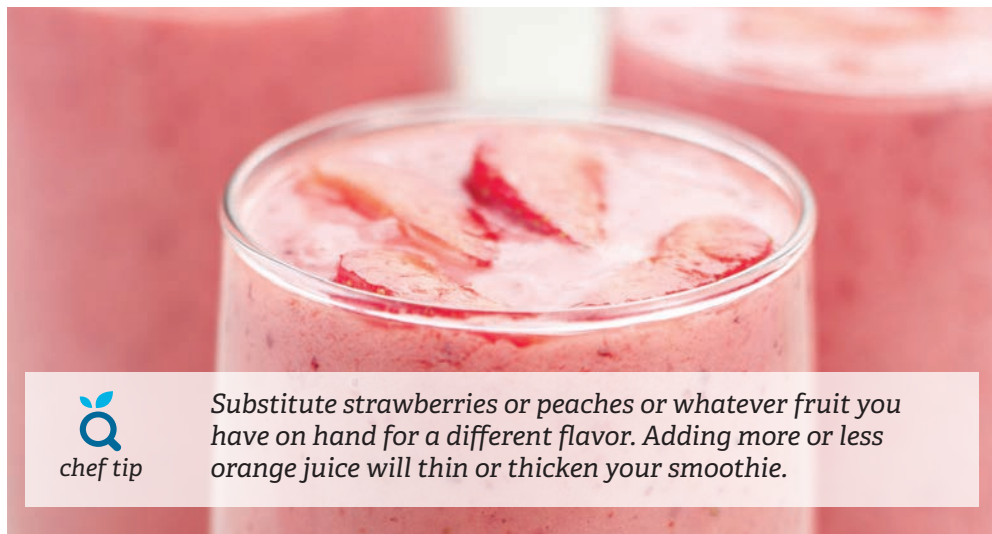 Substitute strawberries or peaches or whatever fruit you
have on hand for a different flavor. Adding more or less
orange juice will thin or thicken your smoothie.
chef tip